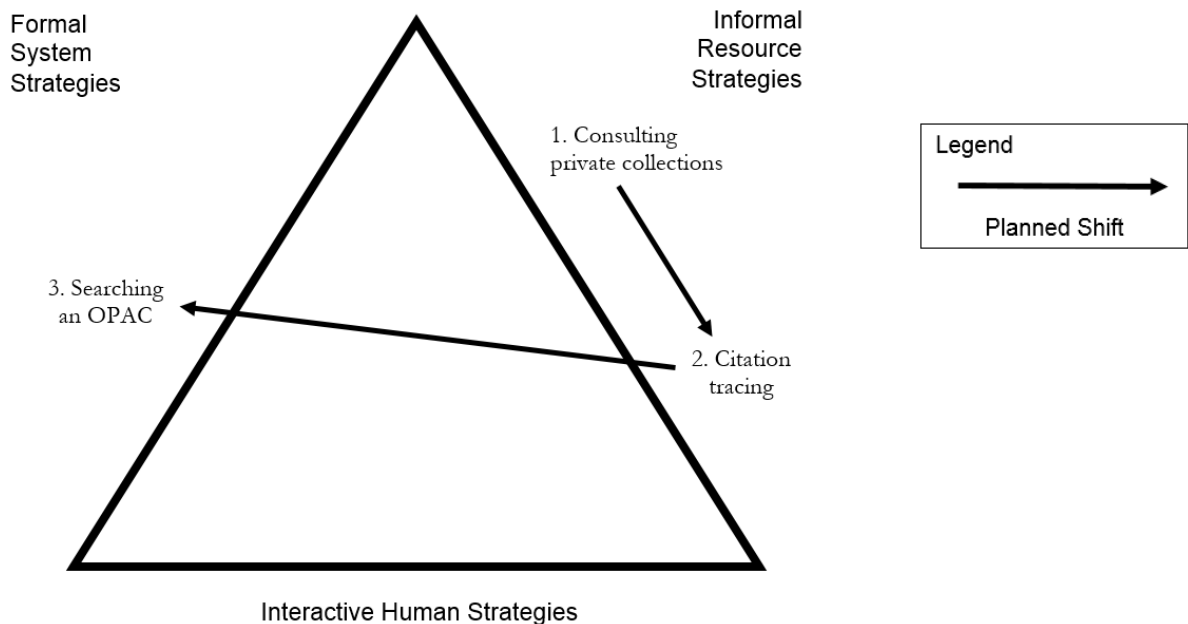 Formal
System
Strategies
Informal
Resource
Strategies
1. Consulting
private collections
Legend
Planned Shift
3. Searching
an OPAC
2. Citation
tracing
Interactive Human Strategies